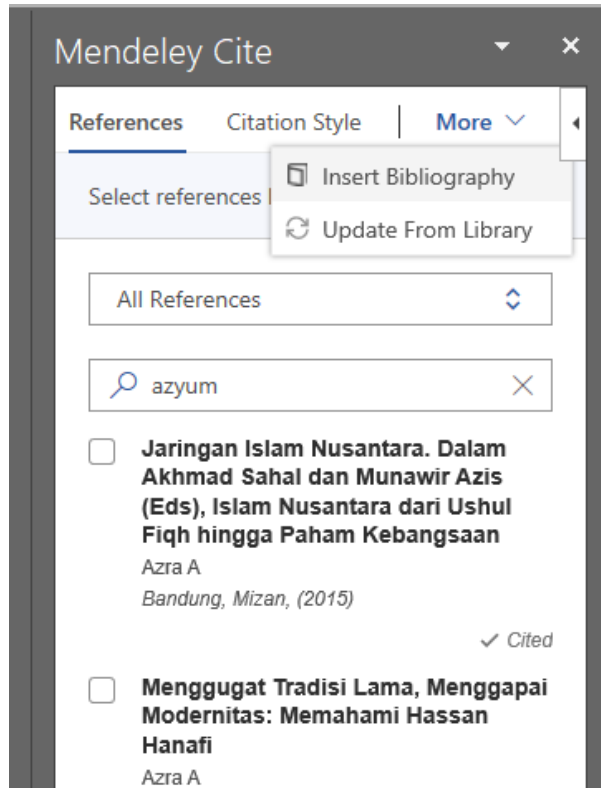 Mendeley Cite
References Citation Style More
Insert Bibliography
Select references
Update From Library
All References
azyum
Jaringan Islam Nusantara. Dalam
Akhmad Sahal dan Munawir Azis
(Eds), Islam Nusantara dari Ushul
Fiqh hingga Paham Kebangsaan
Azra A
Bandung, Mizan, (2015)
Cited
Menggugat Tradisi Lama, Menggapai
Modernitas: Memahami Hassan
Hanafi
Azra A